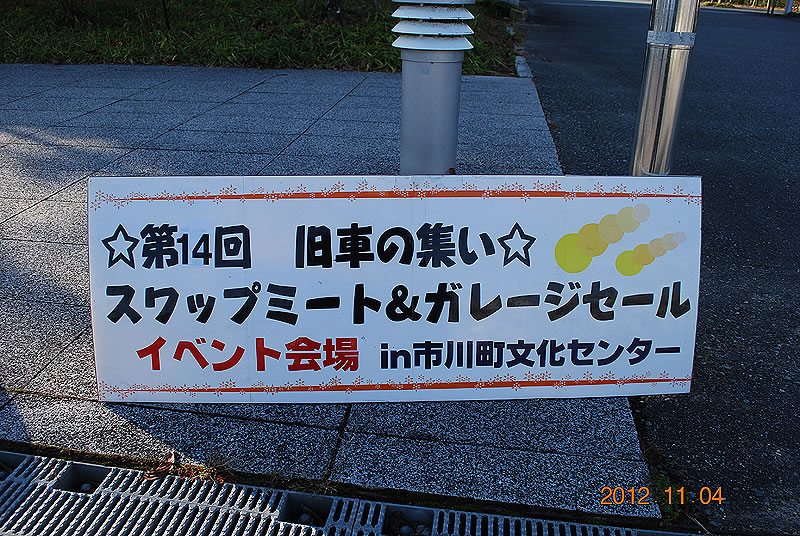 ☆第14回　旧車の集い☆
スワップミート&ガレージセール
イベント会場 in市川町文化センター
2012 11 04